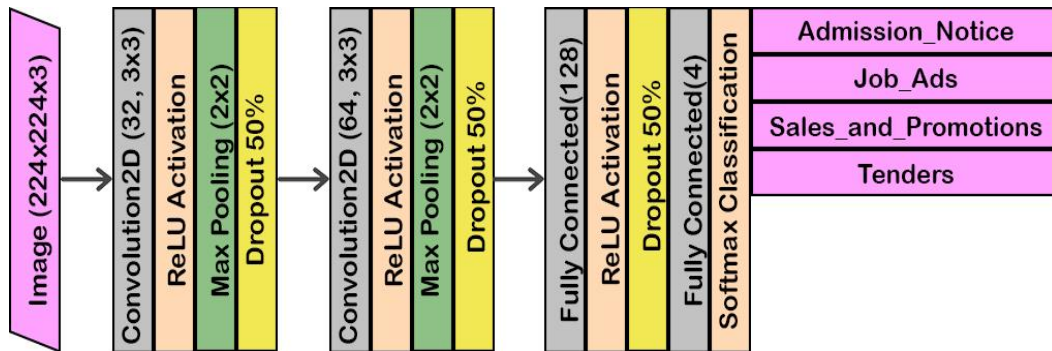 Image (224x224x3)
Convolution2D (32, 3x3)
ReLU Activation
Max Pooling (2x2)
Dropout 50%
Convolution2D (64, 3x3)
ReLU Activation
Max Pooling (2x2)
Dropout 50%
Fully Connected(128)
ReLU Activation
Dropout 50%
Fully Connected(4)
Softmax Classification
Admission_Notice
Job_Ads
Sales_and_Promotions
Tenders